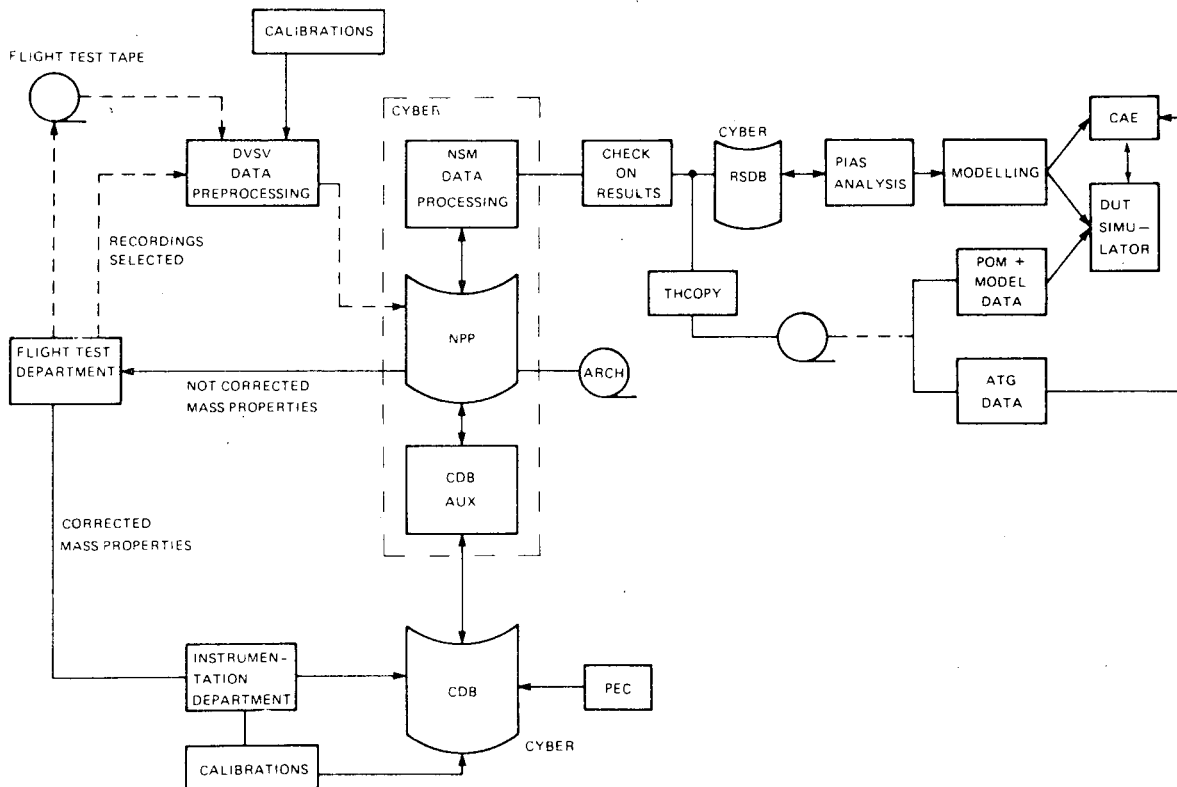 CALIBRATIONS
FLIGHT TEST TAPE
CYBER
DVSV
DATA
PREPROCESSING
NSM
DATA
PROCESSING
CHECK
ON
RESULTS
CYBER
RSDB
PIAS
ANALYSIS
MODELLING
CAE
DUT
SIMU-
LATOR
RECORDINGS
SELECTED
THCOPY
POM +
MODEL
DATA
NPP
FLIGHT TEST
DEPARTMENT
NOT CORRECTED
MASS PROPERTIES
ARCH
ATG
DATA
CDB
AUX
CORRECTED
MASS PROPERTIES
INSTRUMEN-
TATION
DEPARTMENT
CDB
PEC
CYBER
CALIBRATIONS